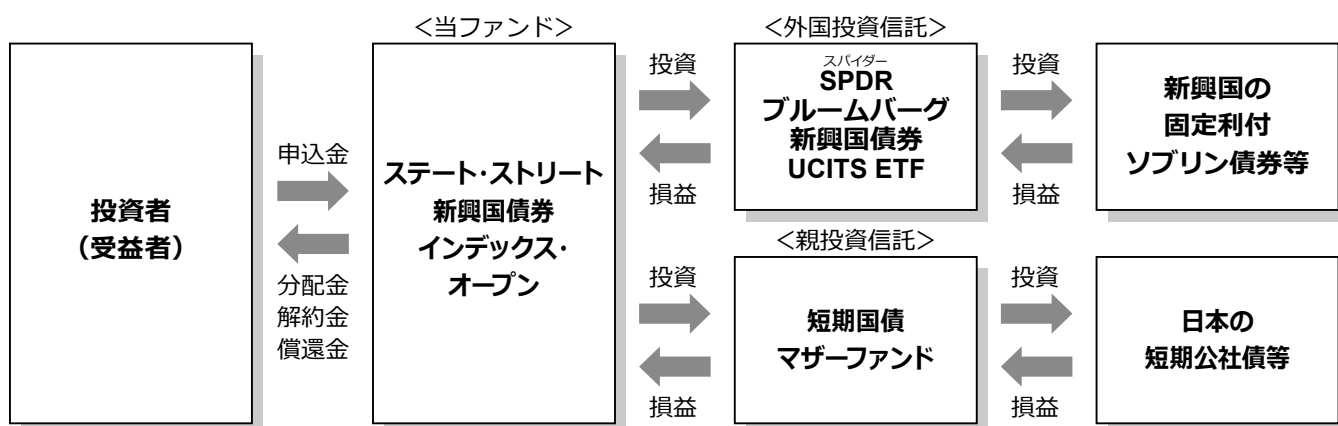 投資者
（受益者）
申込金
分配金
解約金
償還金
＜当ファンド＞
ステート・ストリート
新興国債券
インデックス・
オープン
投資
損益
投資
損益
＜外国投資信託＞
スパイダー
SPDR
ブルームバーグ
新興国債券
UCITS ETF
＜親投資信託＞
短期国債
マザーファンド
投資
損益
投資
損益
新興国の
固定利付
ソブリン債券等
日本の
短期公社債等